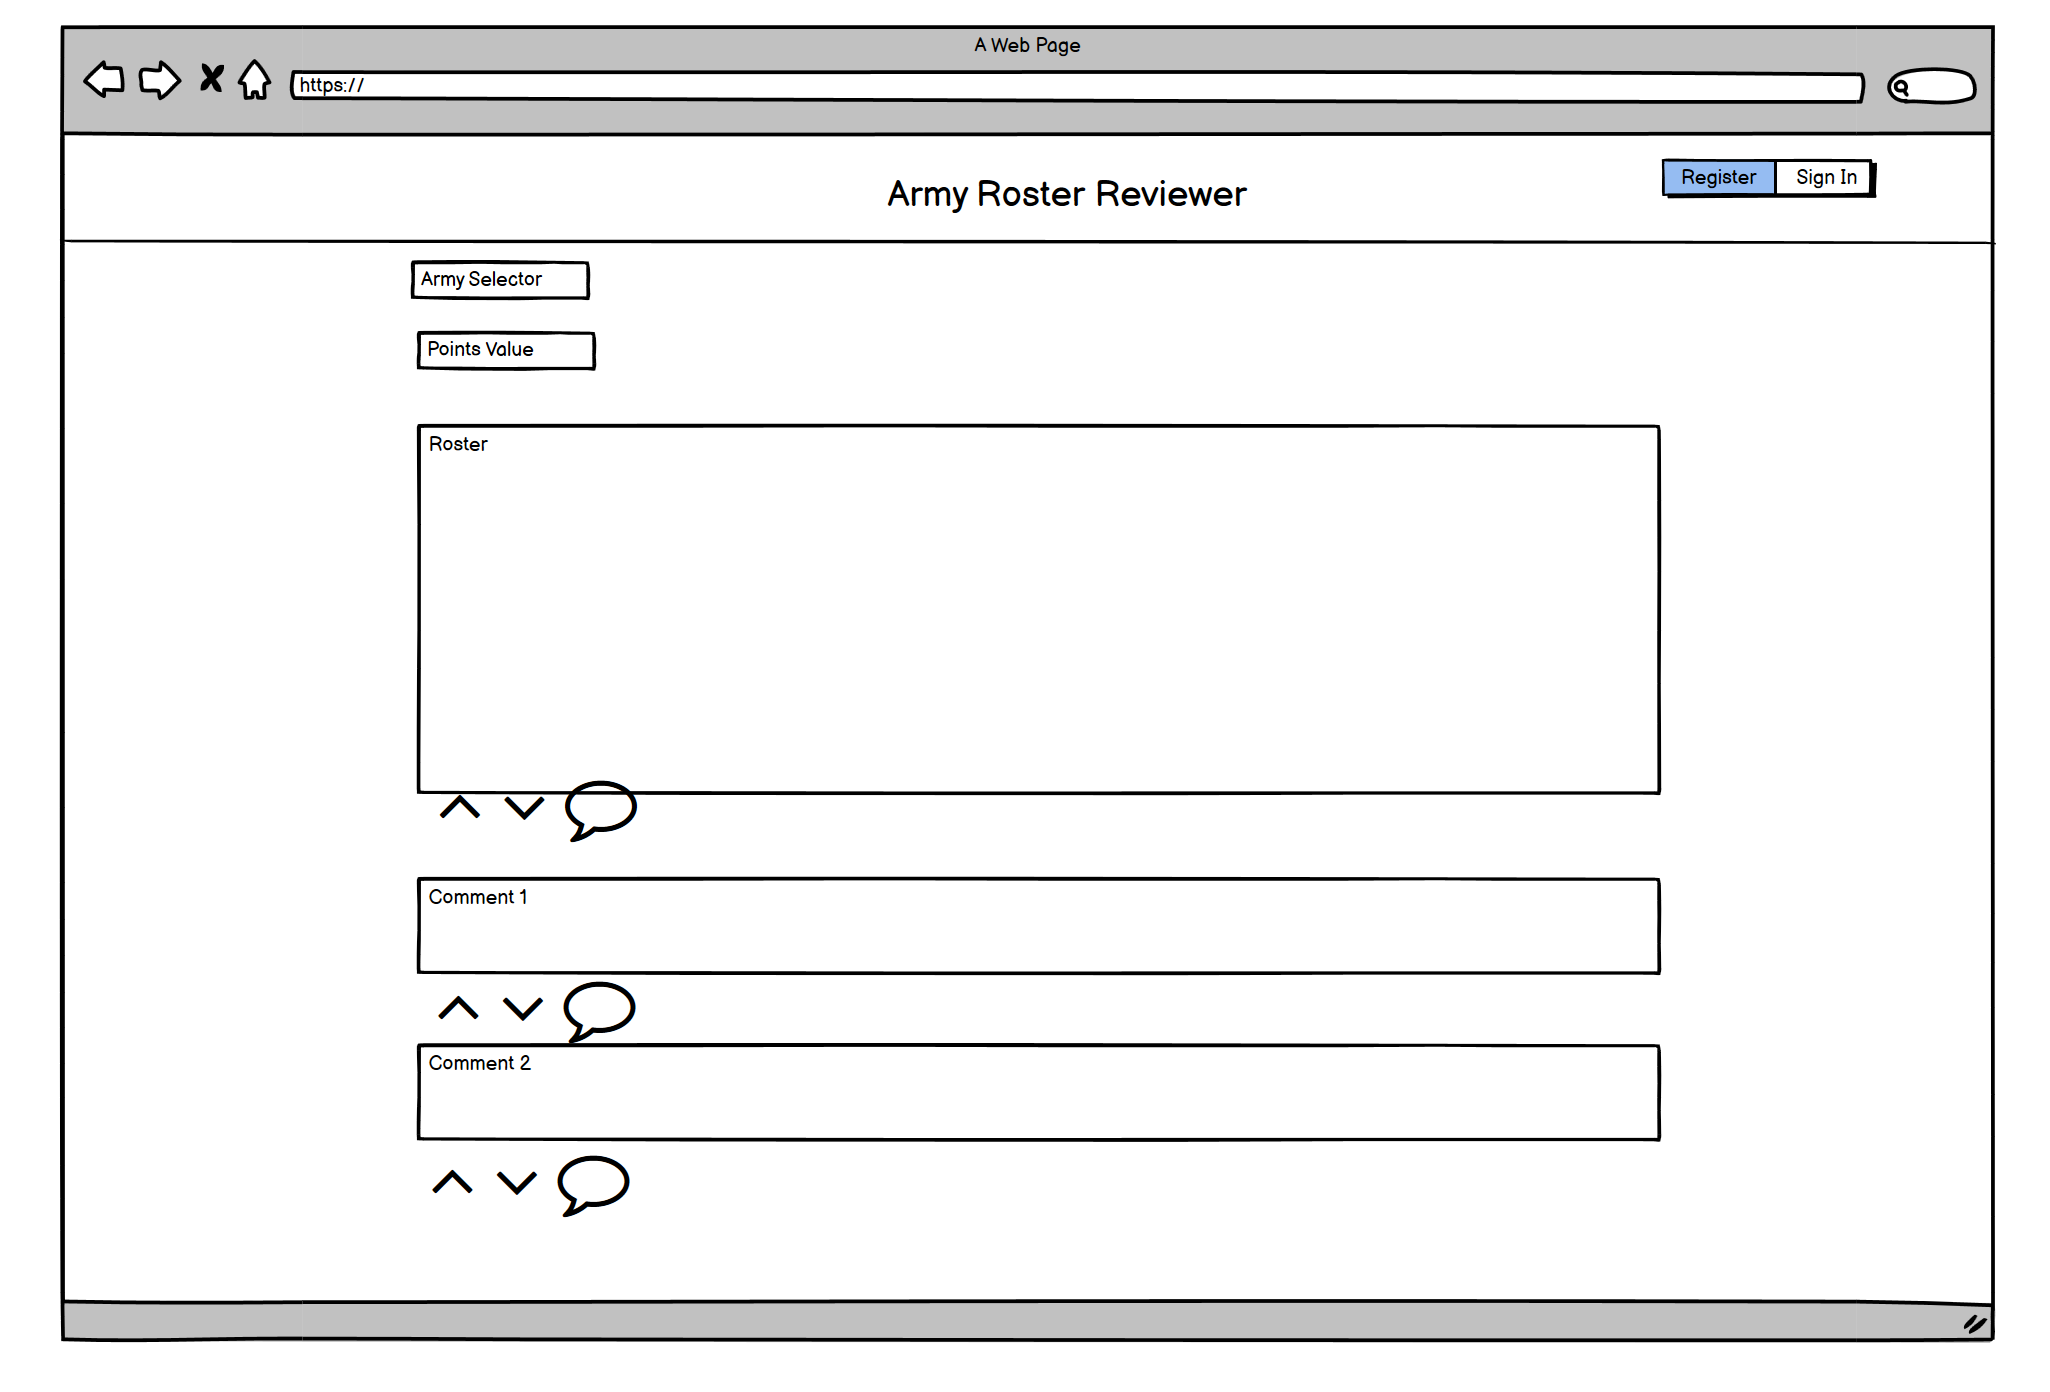 A Web Page
https://
Army Roster Reviewer
Register
Sign In
Army Selector
Points Value
Roster
Comment 1
Comment 2